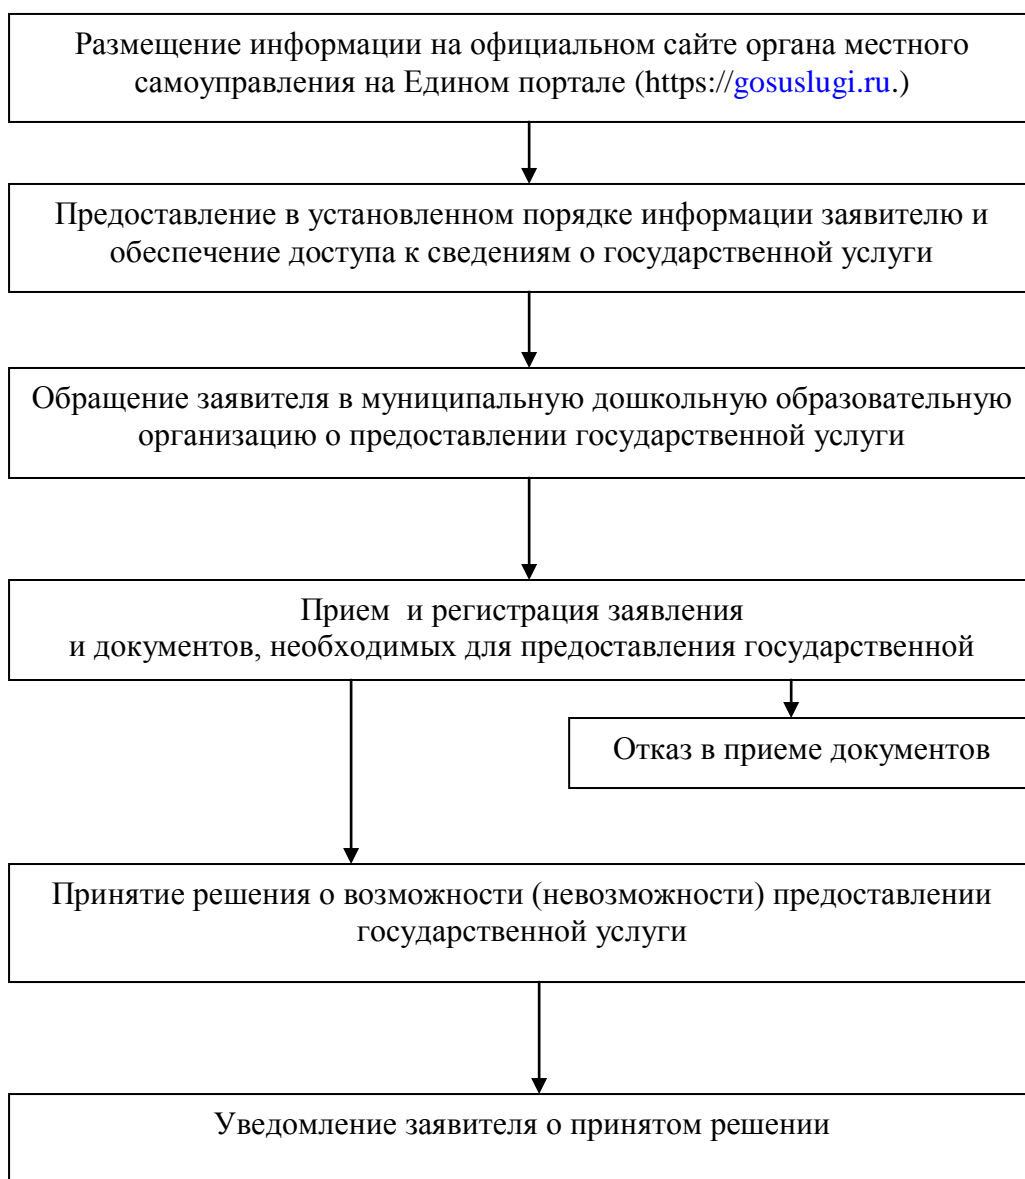 Размещение информации на официальном сайте органа местного
самоуправления на Едином портале (https://gosuslugi.ru.)
Предоставление в установленном порядке информации заявителю и
обеспечение доступа к сведениям о государственной услуги
Обращение заявителя в муниципальную дошкольную образовательную
организацию о предоставлении государственной услуги
Прием и регистрация заявления
и документов, необходимых для предоставления государственной
Отказ в приеме документов
Принятие решения о возможности (невозможности) предоставлении
государственной услуги
Уведомление заявителя о принятом решении